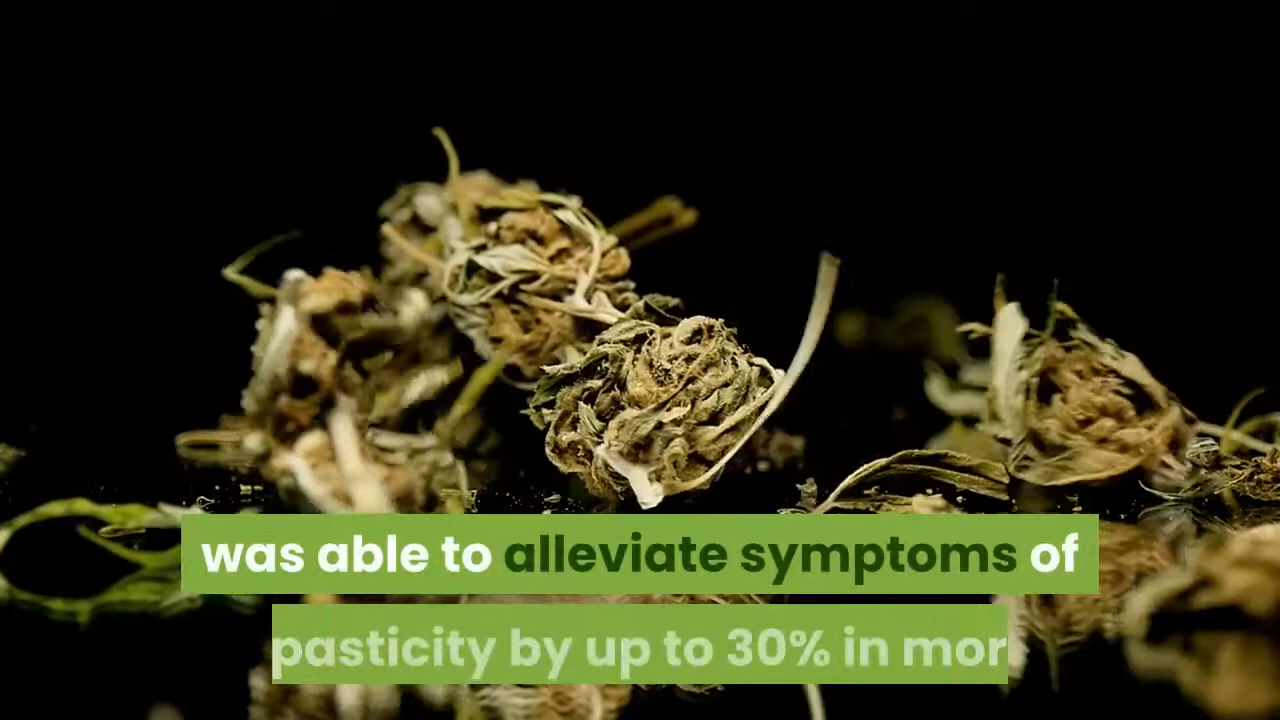 was able to alleviate symptoms of
pasticity by up to 30% in mor